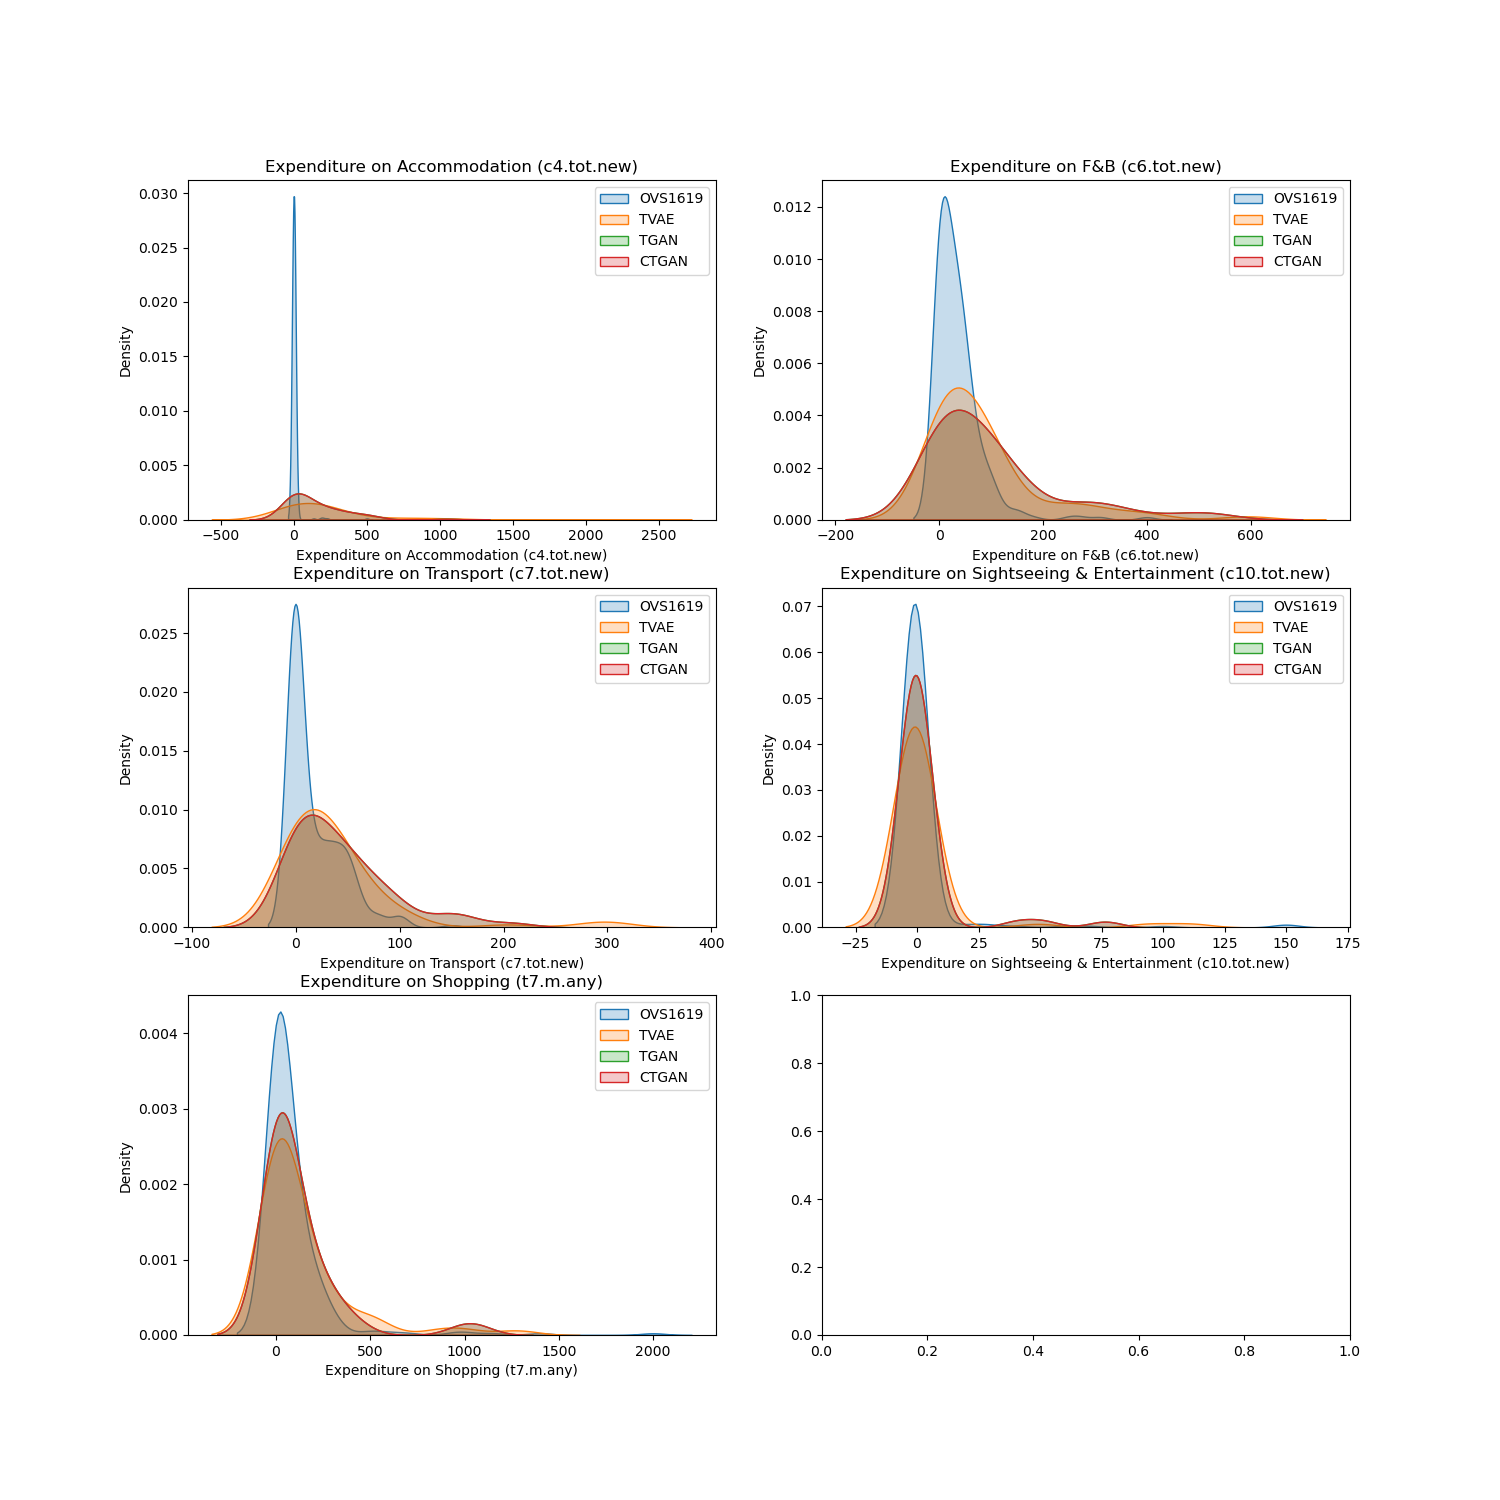 Expenditure on Accommodation (c4.tot.new)
0.030
0.025
0.020
0.015
0.010
0.005
0.000
Density
OVS1619
TVAE
TGAN
CTGAN
−500 0 500 1000 1500 2000 2500
Expenditure on Accommodation (c4.tot.new)
Expenditure on F&B (c6.tot.new)
0.012
0.010
0.008
0.006
0.004
0.002
0.000
Density
OVS1619
TVAE
TGAN
CTGAN
−200 0 200 400 600
Expenditure on F&B (c6.tot.new)
Expenditure on Transport (c7.tot.new)
0.025
0.020
0.015
0.010
0.005
0.000
Density
OVS1619
TVAE
TGAN
CTGAN
−100 0 100 200 300 400
Expenditure on Transport (c7.tot.new)
Expenditure on Sightseeing & Entertainment (c10.tot.new)
0.07
0.06
0.05
0.04
0.03
0.02
0.01
0.00
Density
OVS1619
TVAE
TGAN
CTGAN
−25 0 25 50 75 100 125 150 175
Expenditure on Sightseeing & Entertainment (c10.tot.new)
Expenditure on Shopping (t7.m.any)
0.004
0.003
0.002
0.001
0.000
Density
OVS1619
TVAE
TGAN
CTGAN
0 500 1000 1500 2000
Expenditure on Shopping (t7.m.any)
1.0
0.8
0.6
0.4
0.2
0.0
0.0 0.2 0.4 0.6 0.8 1.0